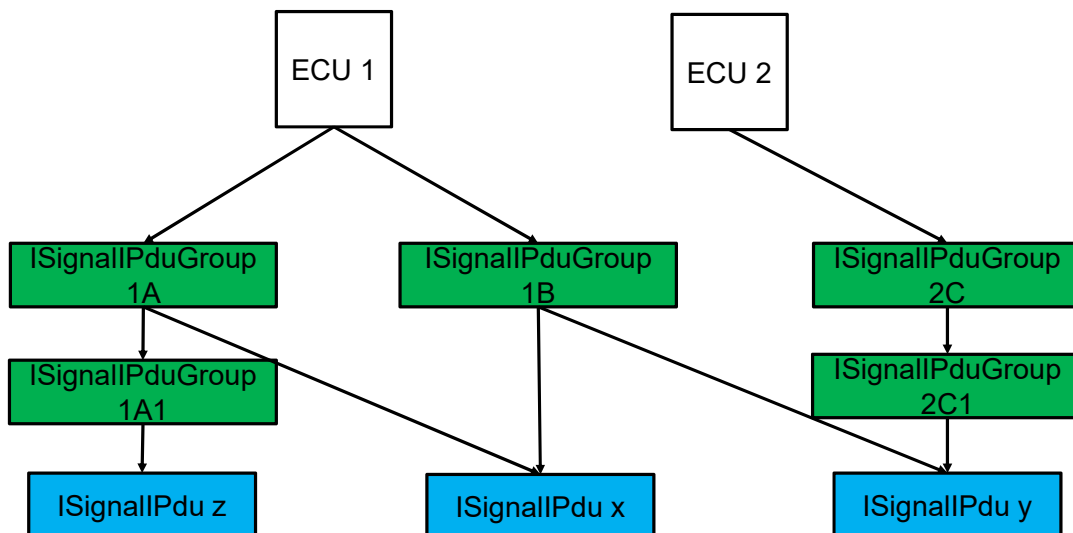 ECU 1
ECU 2
ISignalIPduGroup
1A
ISignalIPduGroup
1B
ISignalIPduGroup
2C
ISignalIPduGroup
1A1
ISignalIPduGroup
2C1
ISignalIPdu z
ISignalIPdu x
ISignalIPdu y